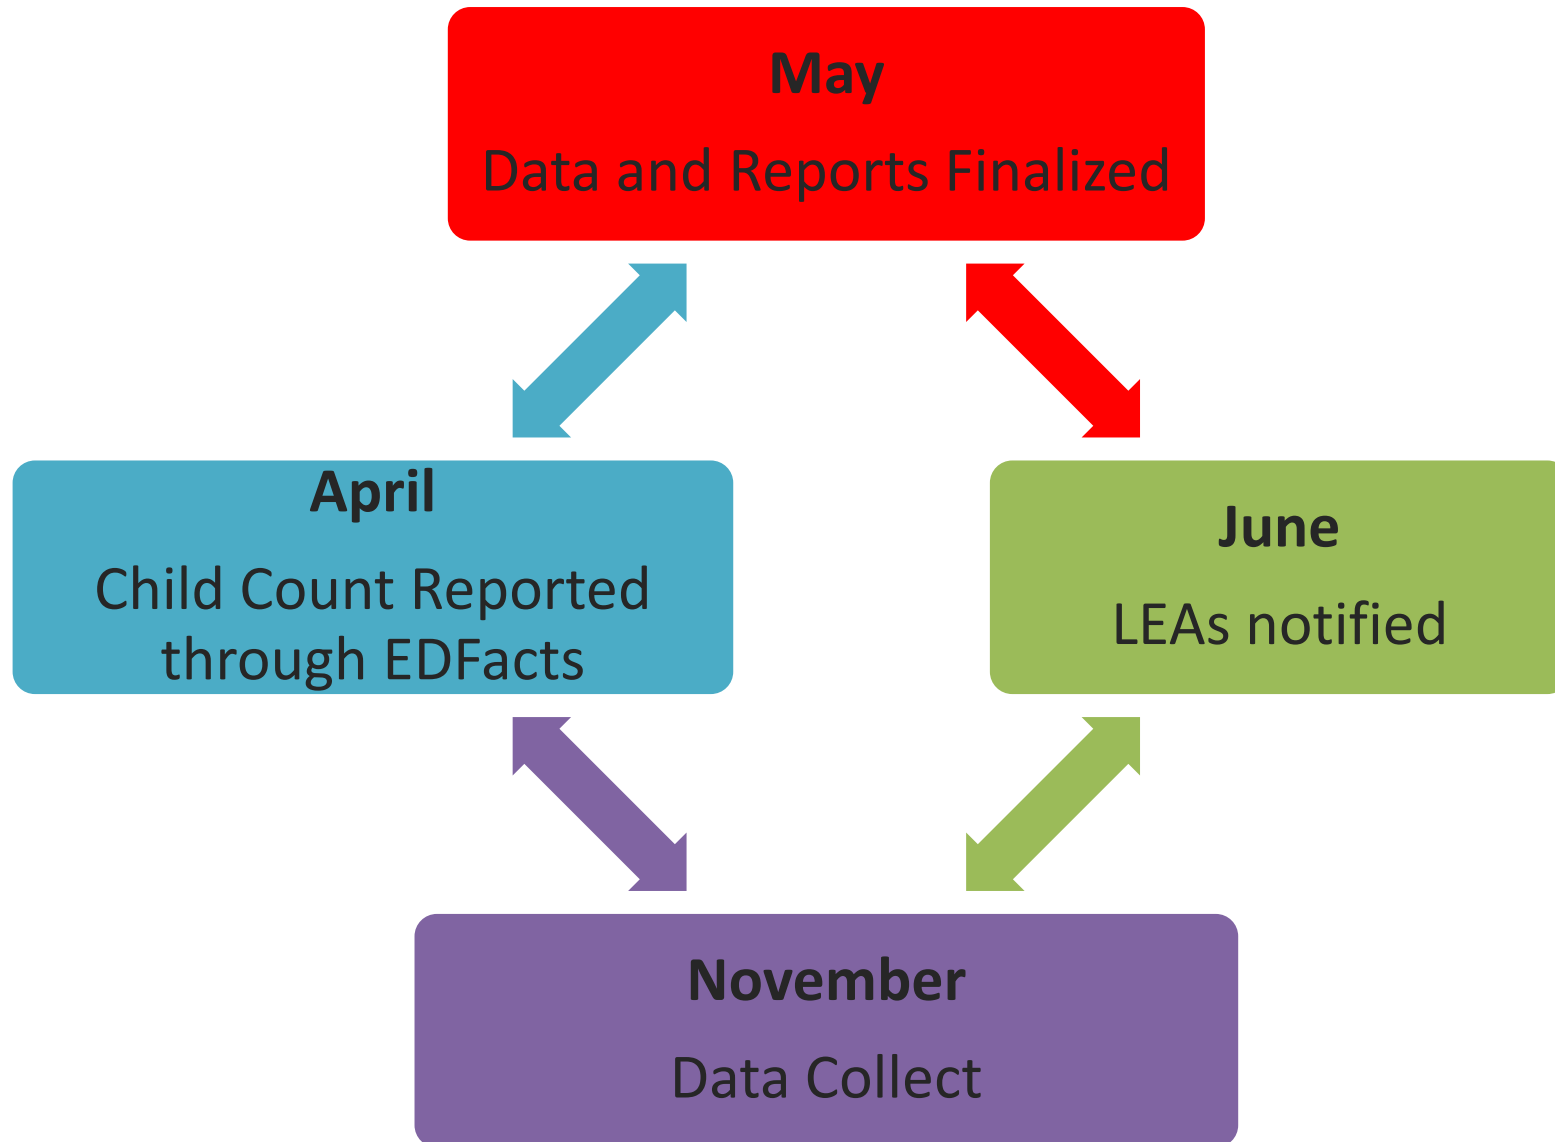 May
Data and Reports Finalized
April
Child Count Reported
through EDFacts
June
LEAs notified
November
Data Collect